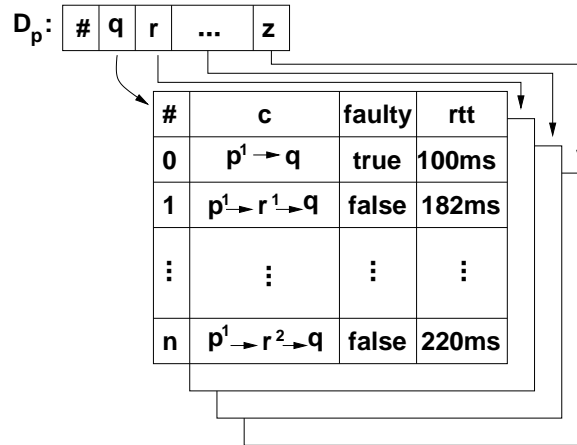 Dp: # q r ... z
# c faulty rtt
0 p¹→q true 100ms
1 p¹→r¹→q false 182ms
⋮ ⋮ ⋮ ⋮
n p¹→r²→q false 220ms